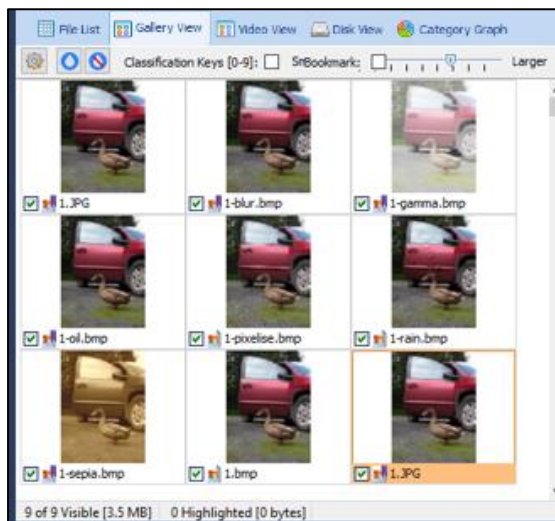 File List Gallery View Video View Disk View Category Graph
Classification Keys [0-9]: Bookmark: Larger
1.JPG 1-blur.bmp 1-gamma.bmp
1-oil.bmp 1-pixelise.bmp 1-rain.bmp
1-sepia.bmp 1.bmp 1.JPG
9 of 9 Visible [3.5 MB] 0 Highlighted [0 bytes]